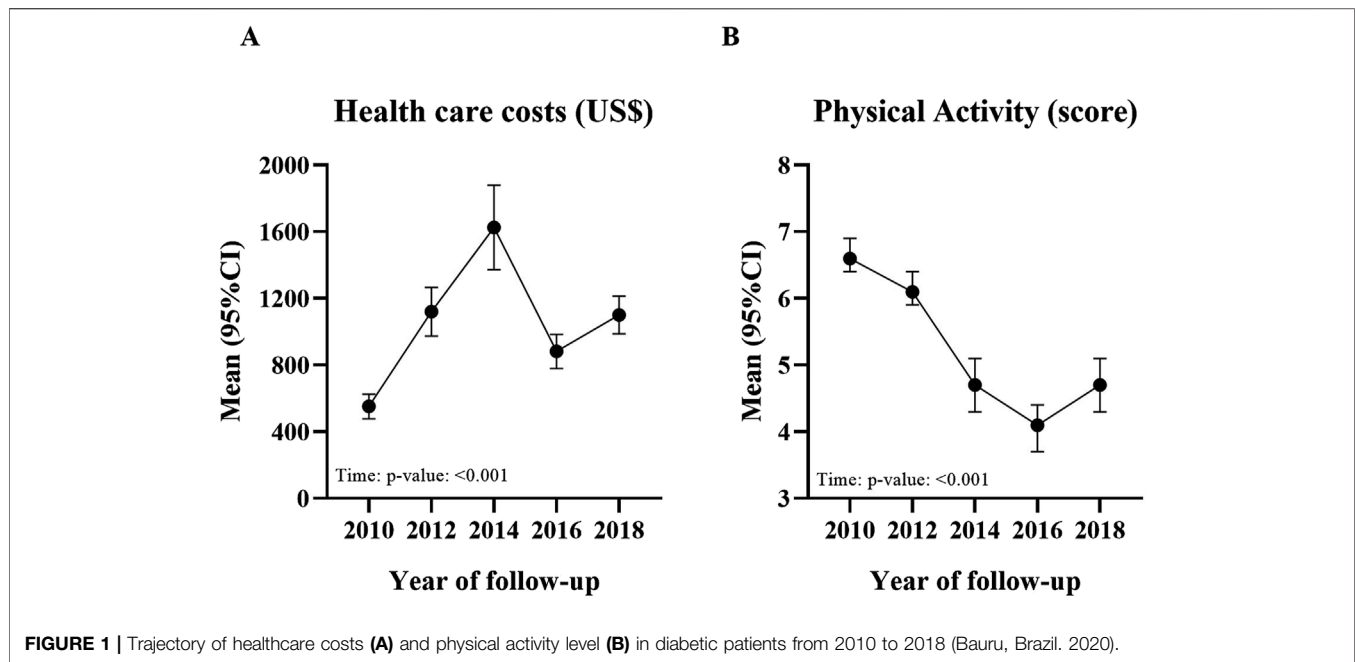 A
Health care costs (US$)
Mean (95%CI)
2000
1600
1200
800
400
0
Time: p-value: <0.001
2010 2012 2014 2016 2018
Year of follow-up
B
Physical Activity (score)
Mean (95%CI)
8
7
6
5
4
3
Time: p-value: <0.001
2010 2012 2014 2016 2018
Year of follow-up
FIGURE 1 | Trajectory of healthcare costs (A) and physical activity level (B) in diabetic patients from 2010 to 2018 (Bauru, Brazil. 2020).